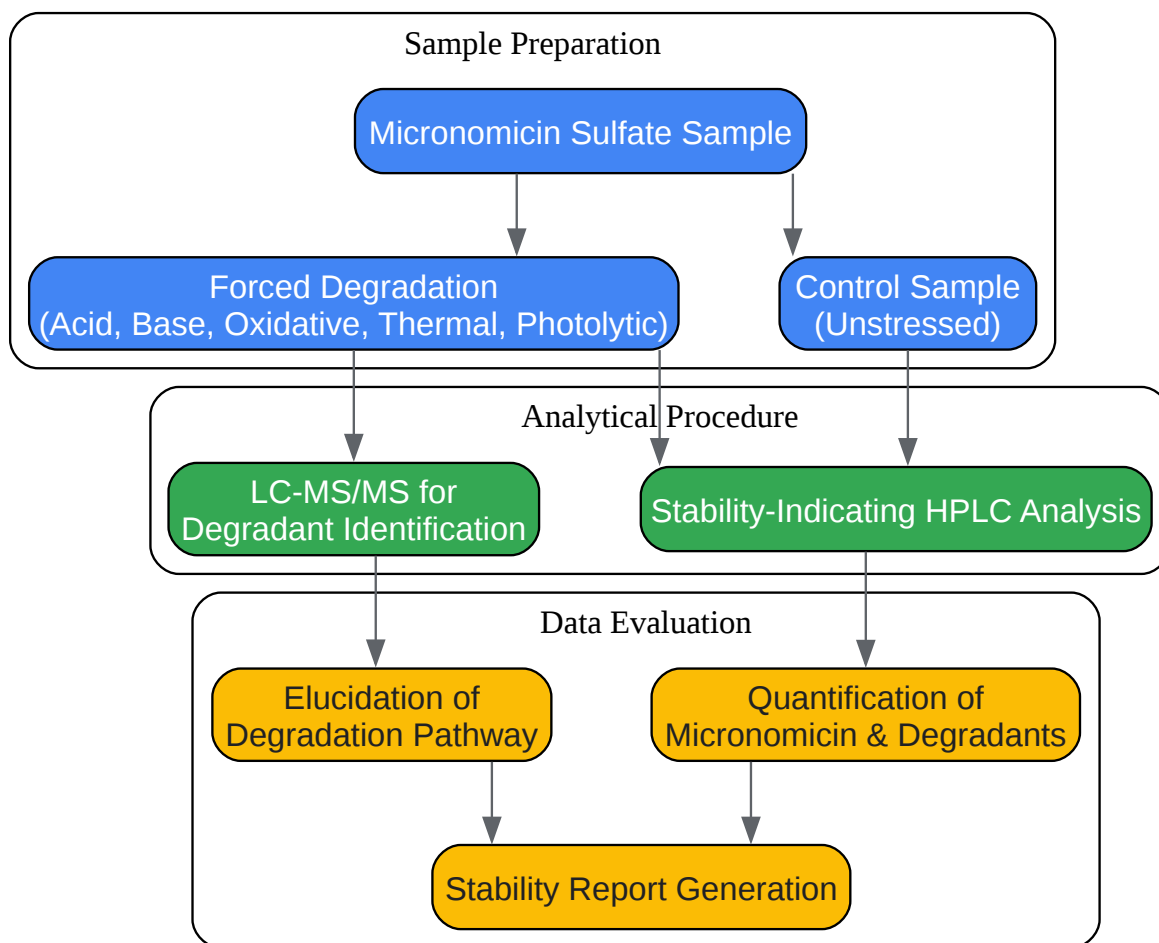 Sample Preparation
Micronomicin Sulfate Sample
Forced Degradation
(Acid, Base, Oxidative, Thermal, Photolytic)
Control Sample
(Unstressed)
Analytical Procedure
LC-MS/MS for
Degradant Identification
Stability-Indicating HPLC Analysis
Data Evaluation
Elucidation of
Degradation Pathway
Quantification of
Micronomicin & Degradants
Stability Report Generation